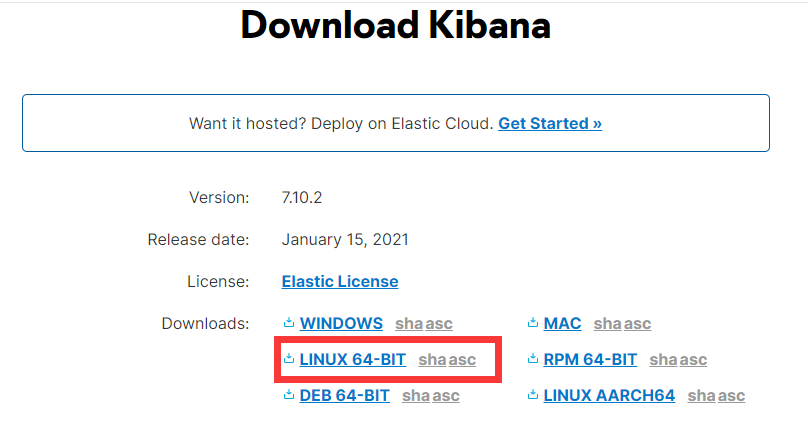 Download Kibana
Want it hosted? Deploy on Elastic Cloud. Get Started »
Version: 7.10.2
Release date: January 15, 2021
License: Elastic License
Downloads: WINDOWS sha asc MAC sha asc
LINUX 64-BIT sha asc RPM 64-BIT sha asc
DEB 64-BIT sha asc LINUX AARCH64 sha asc